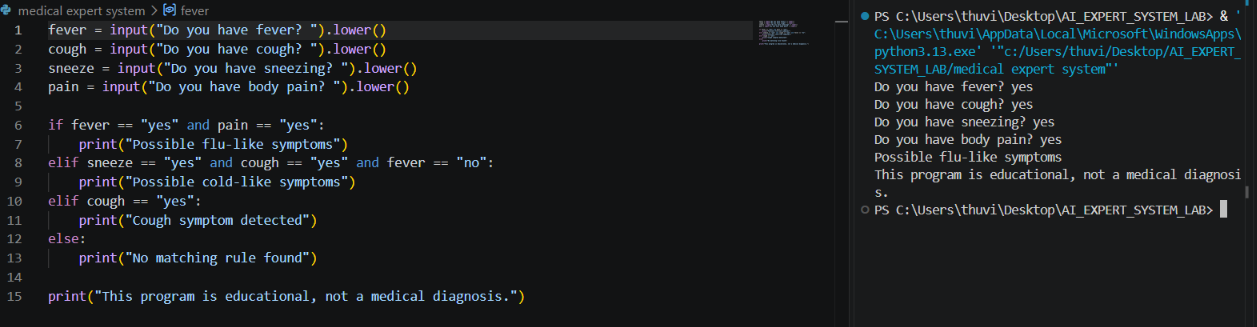 medical expert system > fever
1 fever = input("Do you have fever? ").lower()
2 cough = input("Do you have cough? ").lower()
3 sneeze = input("Do you have sneezing? ").lower()
4 pain = input("Do you have body pain? ").lower()
5
6 if fever == "yes" and pain == "yes":
7     print("Possible flu-like symptoms")
8 elif sneeze == "yes" and cough == "yes" and fever == "no":
9     print("Possible cold-like symptoms")
10 elif cough == "yes":
11     print("Cough symptom detected")
12 else:
13     print("No matching rule found")
14
15 print("This program is educational, not a medical diagnosis.")
PS C:\Users\thuvi\Desktop\AI_EXPERT_SYSTEM_LAB> & '
C:\Users\thuvi\AppData\Local\Microsoft\WindowsApps\
python3.13.exe' '"c:/Users/thuvi/Desktop/AI_EXPERT_
SYSTEM_LAB/medical expert system"'
Do you have fever? yes
Do you have cough? yes
Do you have sneezing? yes
Do you have body pain? yes
Possible flu-like symptoms
This program is educational, not a medical diagnosi
s.
PS C:\Users\thuvi\Desktop\AI_EXPERT_SYSTEM_LAB>